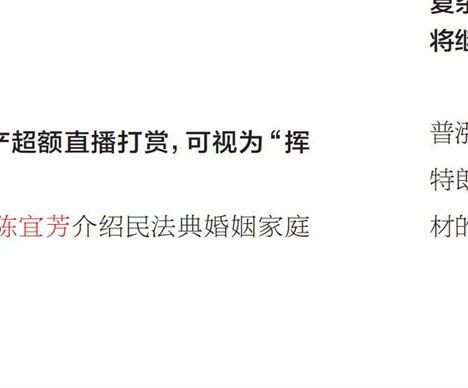 产超额直播打赏，可视为“挥
陈宜芳介绍民法典婚姻家庭
将继
普涨
特朗
材的